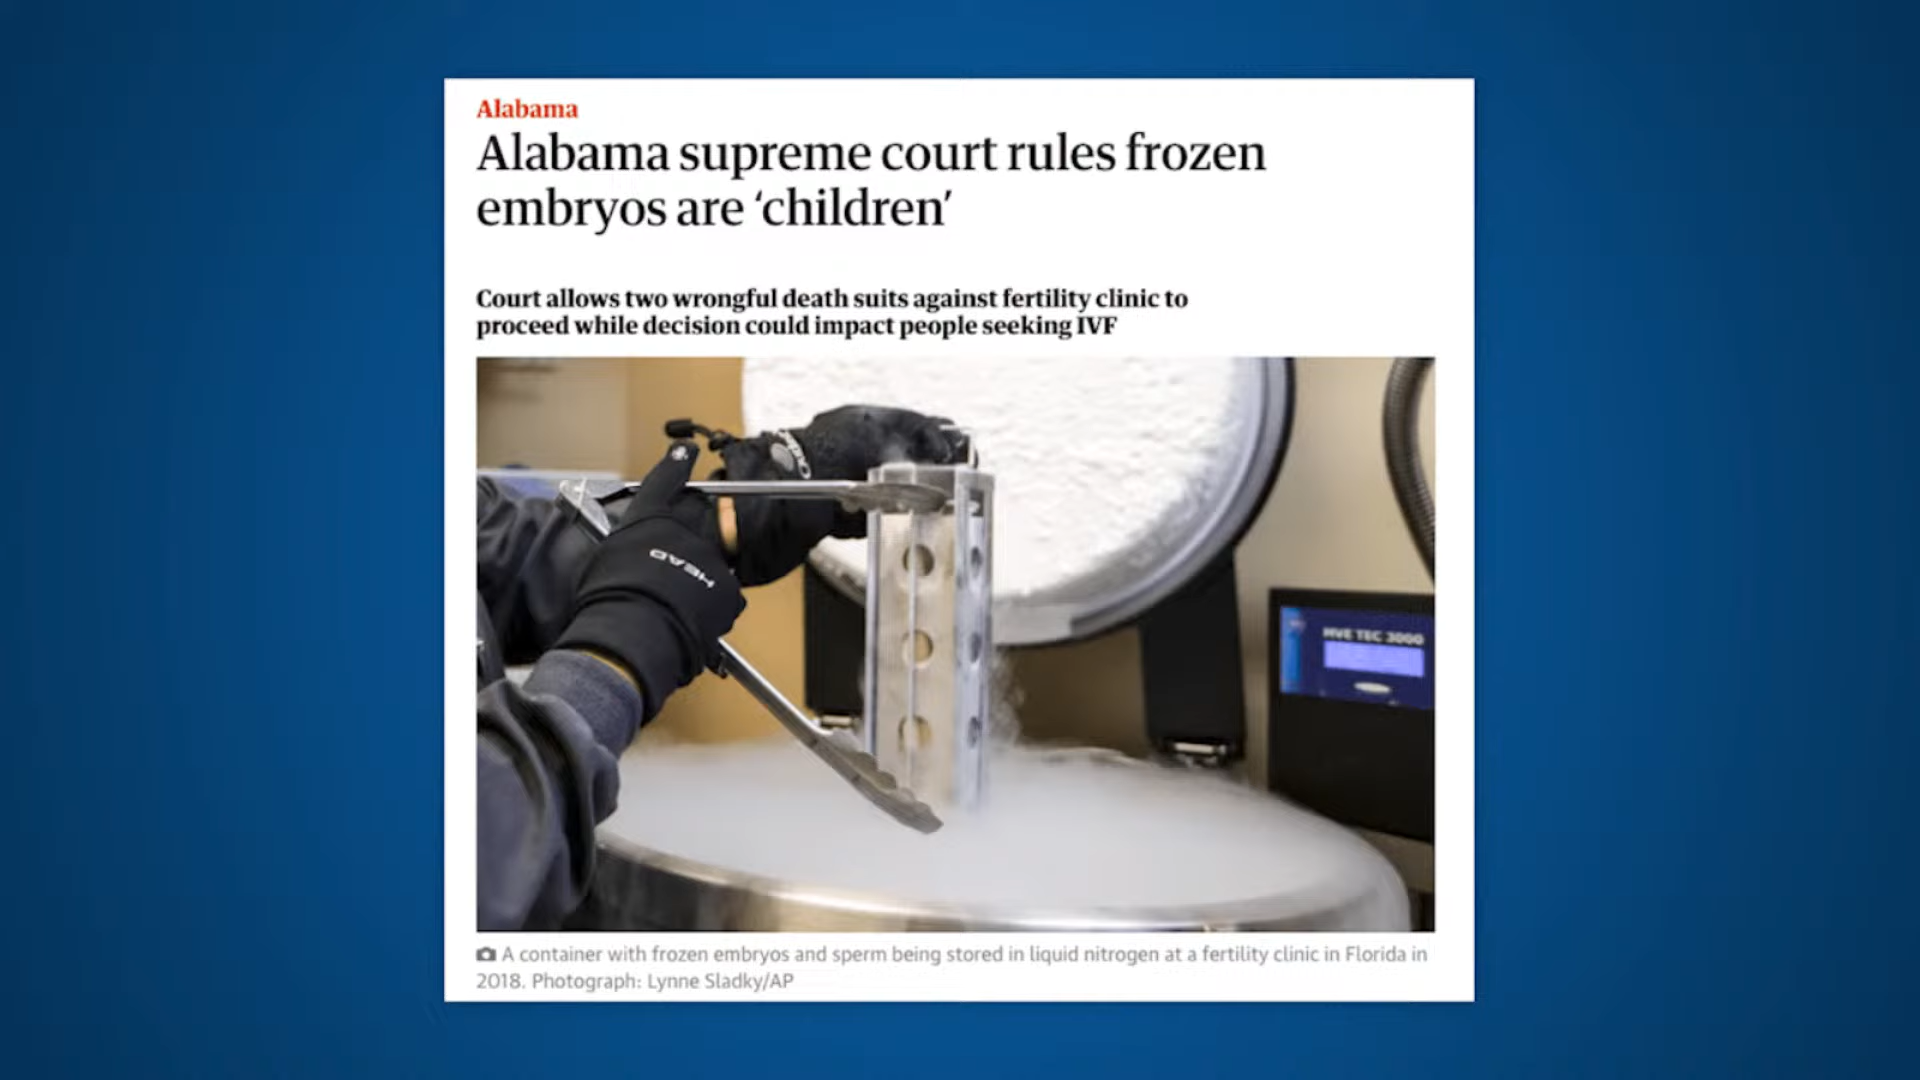 Alabama
Alabama supreme court rules frozen
embryos are ‘children’
Court allows two wrongful death suits against fertility clinic to
proceed while decision could impact people seeking IVF
HEAD
MVE TEC 3000
A container with frozen embryos and sperm being stored in liquid nitrogen at a fertility clinic in Florida in
2018. Photograph: Lynne Sladky/AP